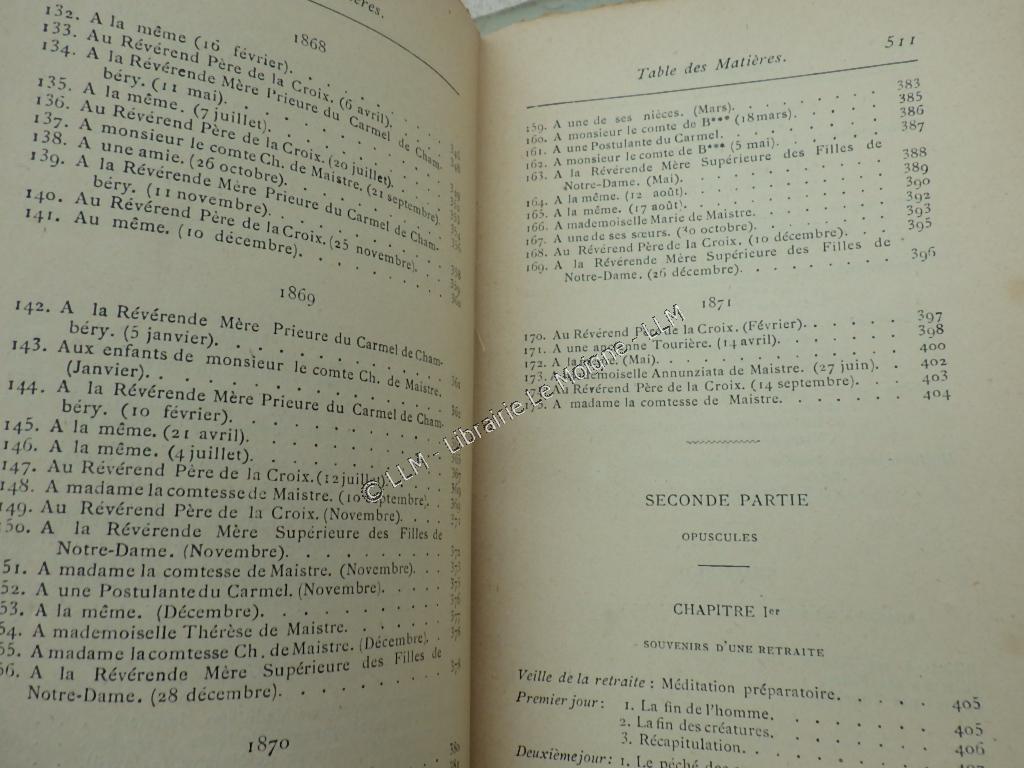 1868
132. A la même (16 février).
133. Au Révérend Père de la Croix. (6 avril).
134. A la Révérende Mère Prieure du Carmel de Cham-
béry. (11 mai).
135. A la même. (7 juillet).
136. Au Révérend Père de la Croix. (20 juillet).
137. A monsieur le comte Ch. de Maistre. (21 septembre).
138. A une amie. (26 octobre).
139. A la Révérende Mère Prieure du Carmel de Cham-
béry. (11 novembre).
140. Au Révérend Père de la Croix. (25 novembre).
141. Au même. (10 décembre).
1869
142. A la Révérende Mère Prieure du Carmel de Cham-
béry. (5 janvier).
143. Aux enfants de monsieur le comte Ch. de Maistre.
(Janvier).
144. A la Révérende Mère Prieure du Carmel de Cham-
béry. (10 février).
145. A la même. (21 avril).
146. A la même. (4 juillet).
147. Au Révérend Père de la Croix. (12 juillet).
148. A madame la comtesse de Maistre. (10 septembre).
149. Au Révérend Père de la Croix. (Novembre).
150. A la Révérende Mère Supérieure des Filles de
Notre-Dame. (Novembre). 372
51. A madame la comtesse de Maistre. (Novembre).
52. A une Postulante du Carmel. (Novembre).
53. A la même. (Décembre). 377
54. A mademoiselle Thérèse de Maistre. 378
55. A madame la comtesse Ch. de Maistre. (Décembre).
56. A la Révérende Mère Supérieure des Filles de
Notre-Dame. (28 décembre).
1870
Table des Matières. 511
159. A une de ses nièces. (Mars). 383
160. A monsieur le comte de B*** (18 mars). 385
161. A une Postulante du Carmel. 386
162. A monsieur le comte de B*** (5 mai). 387
163. A la Révérende Mère Supérieure des Filles de
Notre-Dame. (Mai). 388
164. A la même. (12 août). 389
165. A la même. (17 août). 390
166. A mademoiselle Marie de Maistre. 392
167. A une de ses sœurs. (30 octobre). 393
168. Au Révérend Père de la Croix. (10 décembre). 395
169. A la Révérende Mère Supérieure des Filles de
Notre-Dame. (26 décembre). 396
1871
170. Au Révérend Père de la Croix. (Février). 397
171. A une ancienne Tourière. (14 avril). 398
172. A la même. (Mai). 400
173. A mademoiselle Annunziata de Maistre. (27 juin). 402
Au Révérend Père de la Croix. (14 septembre). 403
175. A madame la comtesse de Maistre. 404
SECONDE PARTIE
OPUSCULES
CHAPITRE Ier
SOUVENIRS D'UNE RETRAITE
Veille de la retraite : Méditation préparatoire. 405
Premier jour : 1. La fin de l'homme. 405
2. La fin des créatures. 406
3. Récapitulation.
Deuxième jour : 1. Le péché des
© LLM - Librairie Le Moigne - LLM